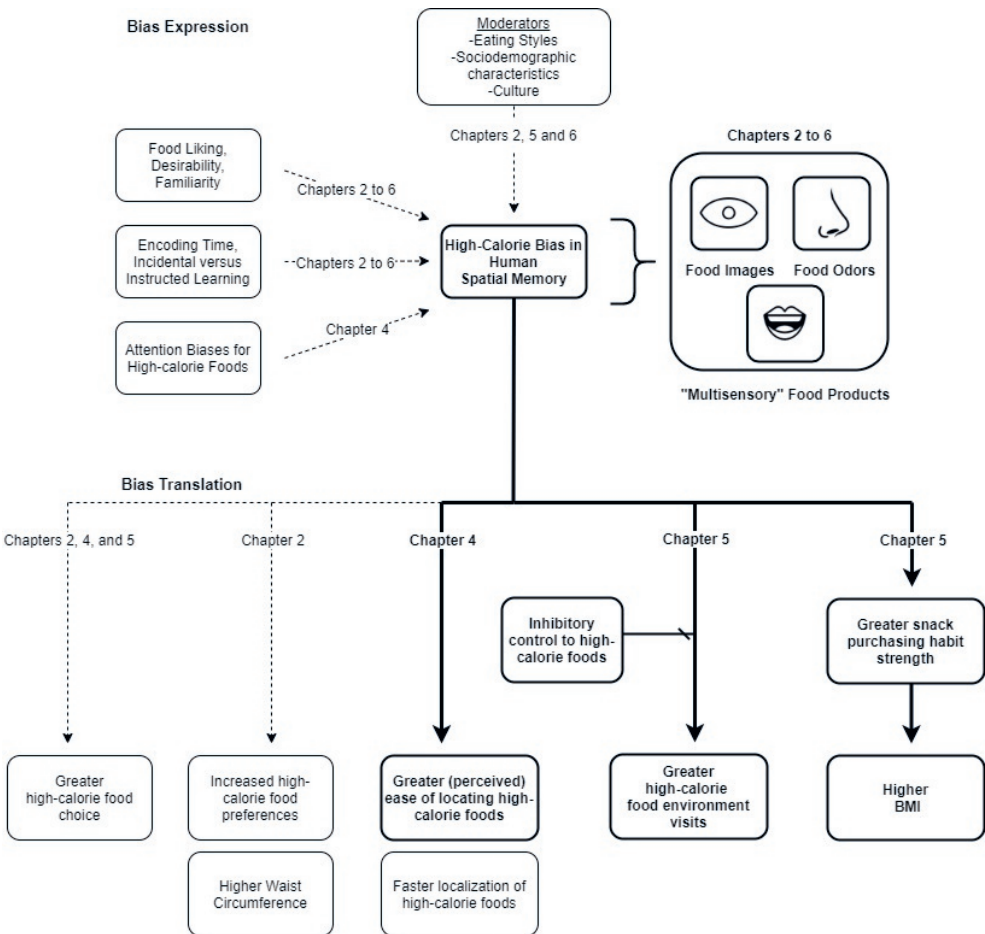 Bias Expression
Moderators
-Eating Styles
-Sociodemographic
characteristics
-Culture
Chapters 2, 5 and 6
Chapters 2 to 6
Food Liking,
Desirability,
Familiarity
Chapters 2 to 6
Encoding Time,
Incidental versus
Instructed Learning
Chapters 2 to 6
Attention Biases for
High-calorie Foods
Chapter 4
High-Calorie Bias in
Human
Spatial Memory
Food Images
Food Odors
"Multisensory" Food Products
Bias Translation
Chapters 2, 4, and 5
Chapter 2
Chapter 4
Chapter 5
Chapter 5
Inhibitory
control to high-
calorie foods
Greater snack
purchasing habit
strength
Greater
high-calorie food
choice
Increased high-
calorie food
preferences
Greater (perceived)
ease of locating high-
calorie foods
Greater
high-calorie
food environment
visits
Higher
BMI
Higher Waist
Circumference
Faster localization of
high-calorie foods